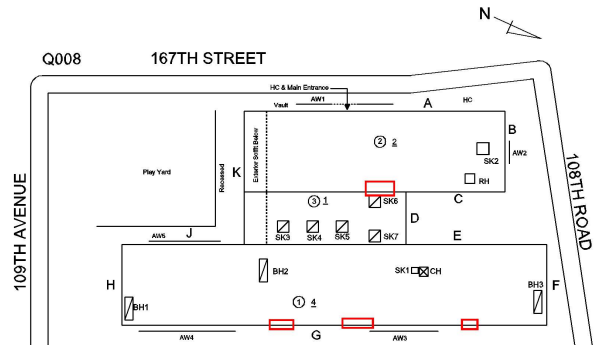 N
Q008 167TH STREET
HC & Main Entrance
Vault AW1 A HC
B
2 2
SK2 AW2
K Exterior Soffit Below
Play Yard Recessed
RH
SK6 C
3 1
D
SK3 SK4 SK5 SK7
J E
AW5
109TH AVENUE
108TH ROAD
H BH2 SK1 CH BH3 F
BH1
1 4
AW4 G AW3